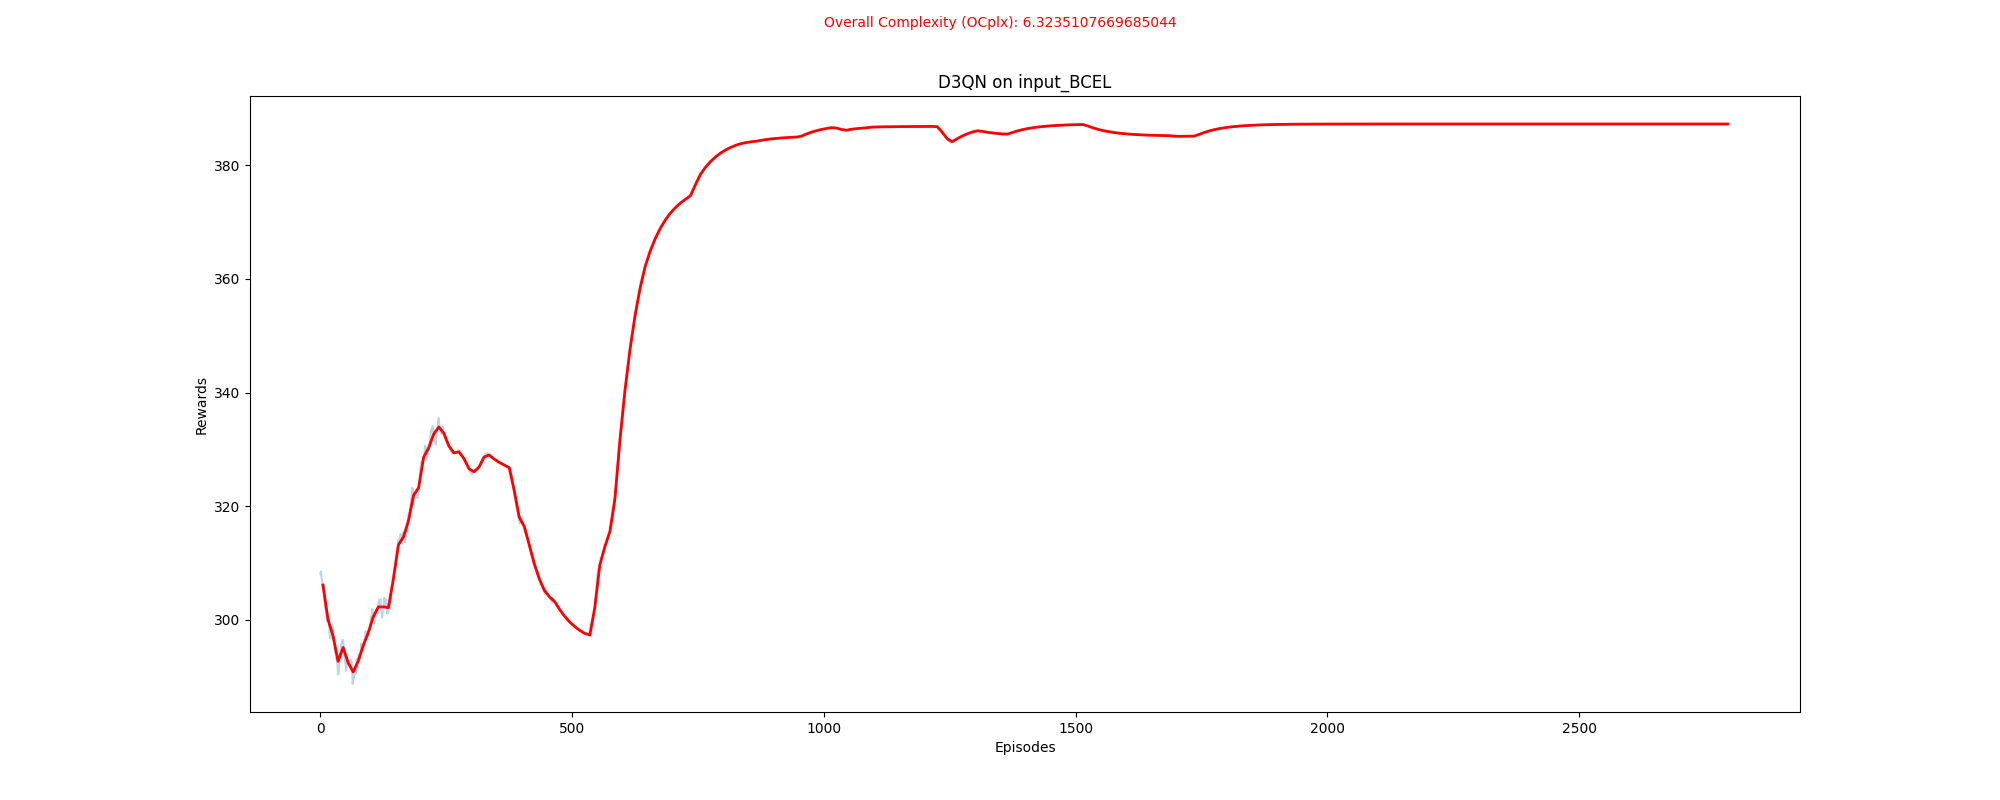 Overall Complexity (OCplx): 6.3235107669685044
D3QN on input_BCEL
380
360
340
320
300
Rewards
0 500 1000 1500 2000 2500
Episodes